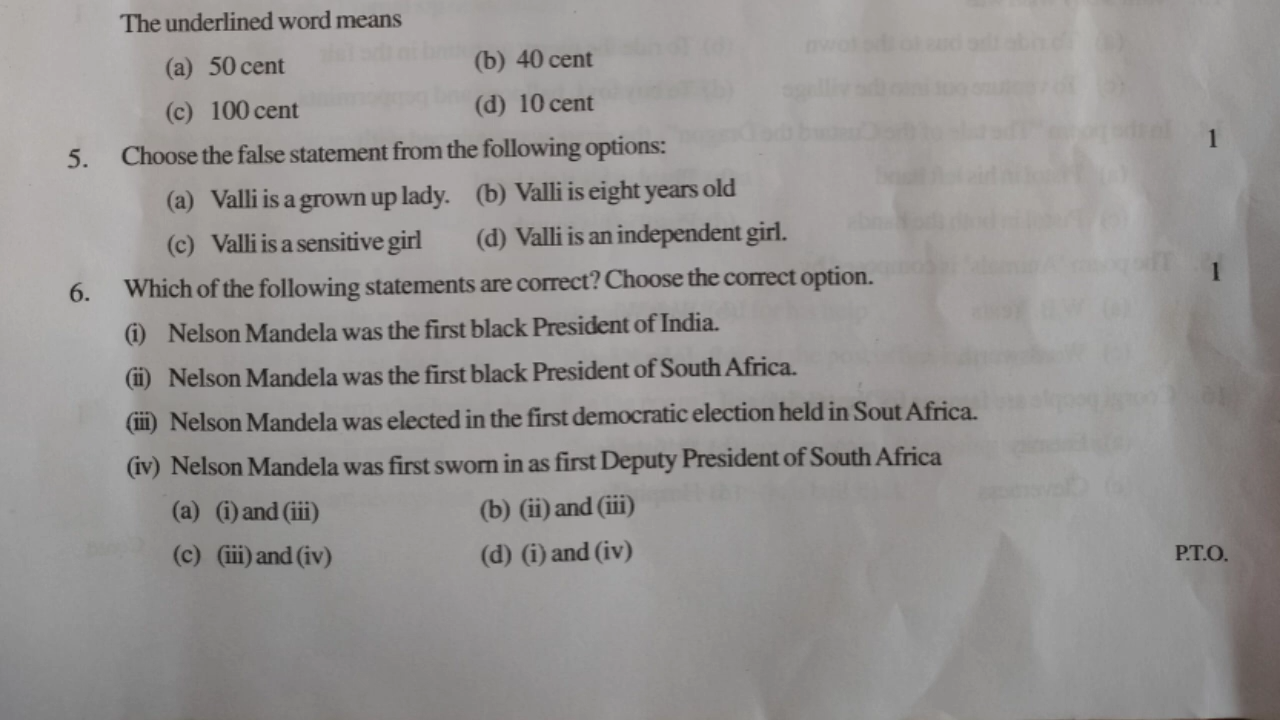 The underlined word means
(a) 50 cent (b) 40 cent
(c) 100 cent (d) 10 cent
5. Choose the false statement from the following options: 1
(a) Valli is a grown up lady. (b) Valli is eight years old
(c) Valli is a sensitive girl (d) Valli is an independent girl.
6. Which of the following statements are correct? Choose the correct option. 1
(i) Nelson Mandela was the first black President of India.
(ii) Nelson Mandela was the first black President of South Africa.
(iii) Nelson Mandela was elected in the first democratic election held in Sout Africa.
(iv) Nelson Mandela was first sworn in as first Deputy President of South Africa
(a) (i) and (iii) (b) (ii) and (iii)
(c) (iii) and (iv) (d) (i) and (iv)
P.T.O.